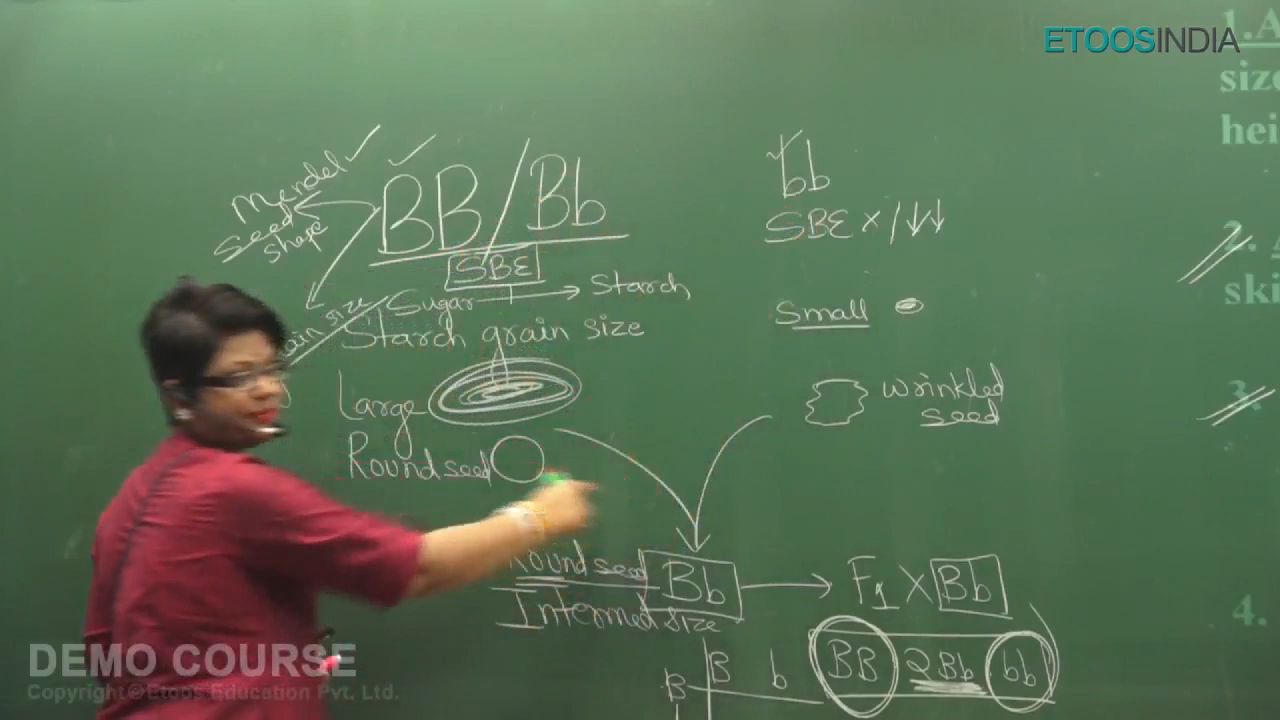 ETOOSINDIA
1.A
size
hei
Mendel
seed
shape
BB/Bb
bb
SBE
SBE × / ↓↓
2.
ski
Sugar → Starch
ain size
Starch grain size
Small
Large
wrinkled
seed
3.
Round seed
Round seed
Bb → F1 X Bb
Intermed size
4.
B b
BB 2Bb bb
B
DEMO COURSE
Copyright © Etoos Education Pvt. Ltd.